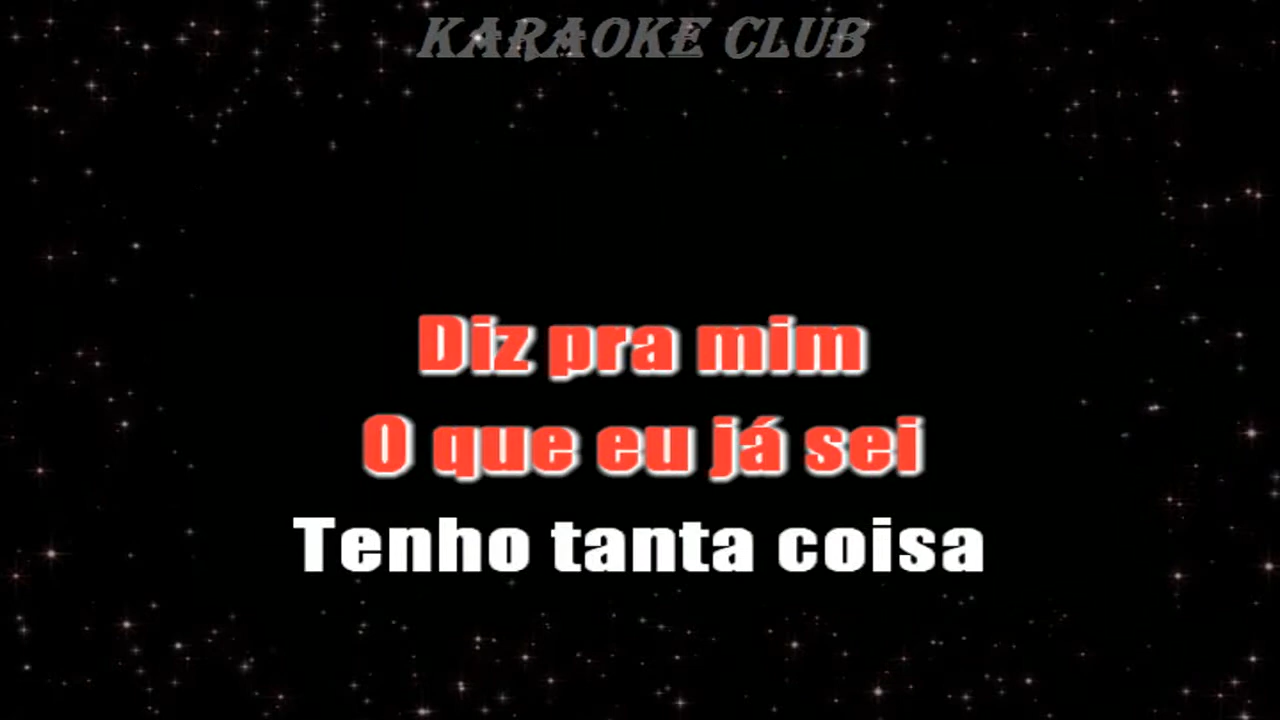 KARAOKE CLUB
Diz pra mim
O que eu já sei
Tenho tanta coisa